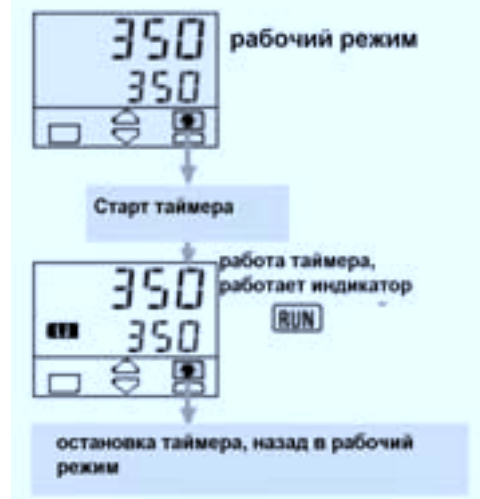 350 рабочий режим
350
Старт таймера
работа таймера,
350 работает индикатор
RUN
350
остановка таймера, назад в рабочий
режим